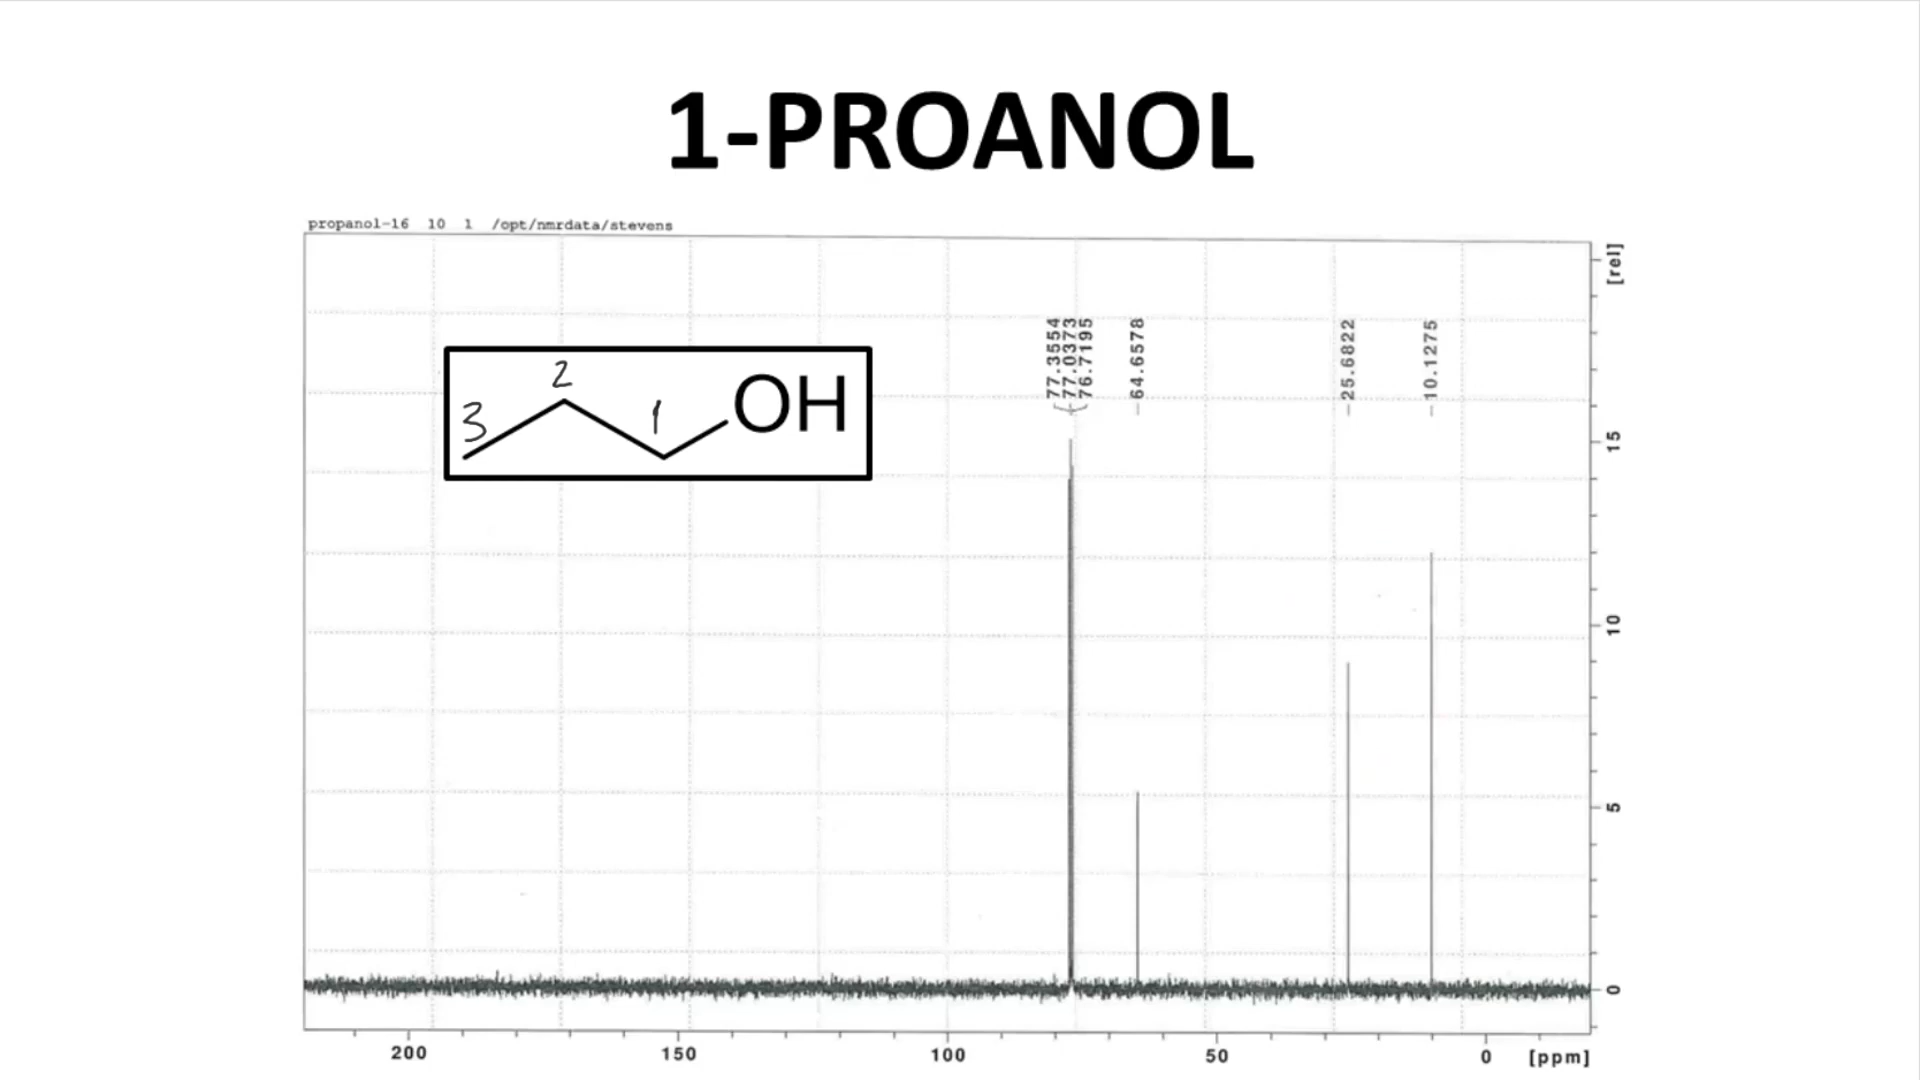 1-PROANOL
propanol-16 10 1 /opt/nmrdata/stevens
[rel]
77.3554
77.0373
76.7195
64.6578
25.6822
10.1275
2
3
1
OH
15
10
5
0
200 150 100 50 0 [ppm]